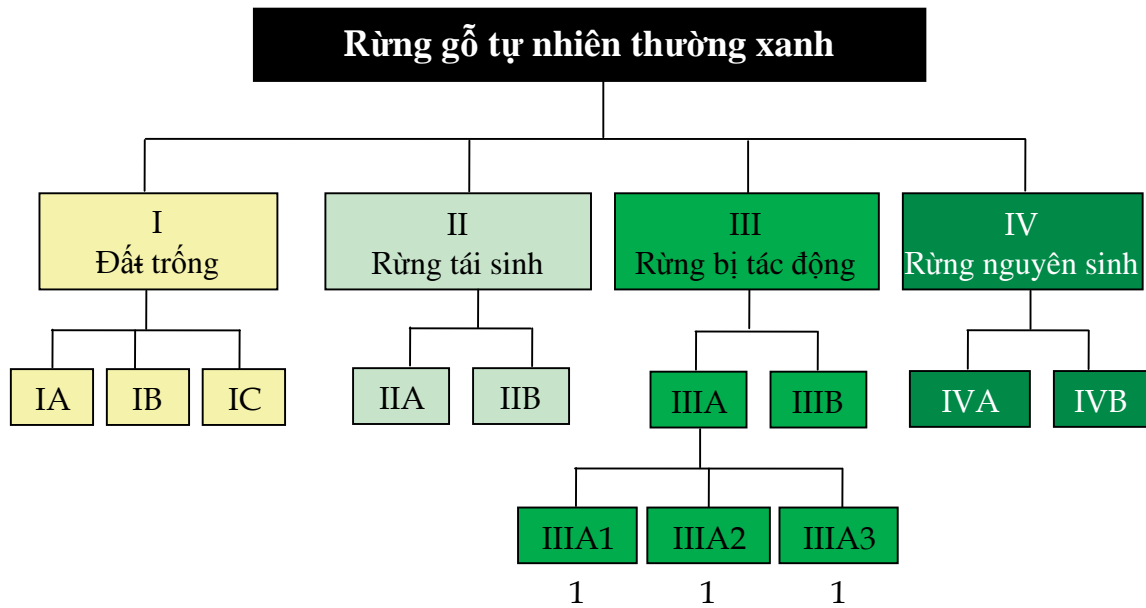 Rừng gỗ tự nhiên thường xanh
I
Đất trống
II
Rừng tái sinh
III
Rừng bị tác động
IV
Rừng nguyên sinh
IA
IB
IC
IIA
IIB
IIIA
IIIB
IVA
IVB
IIIA1
IIIA2
IIIA3
1
1
1